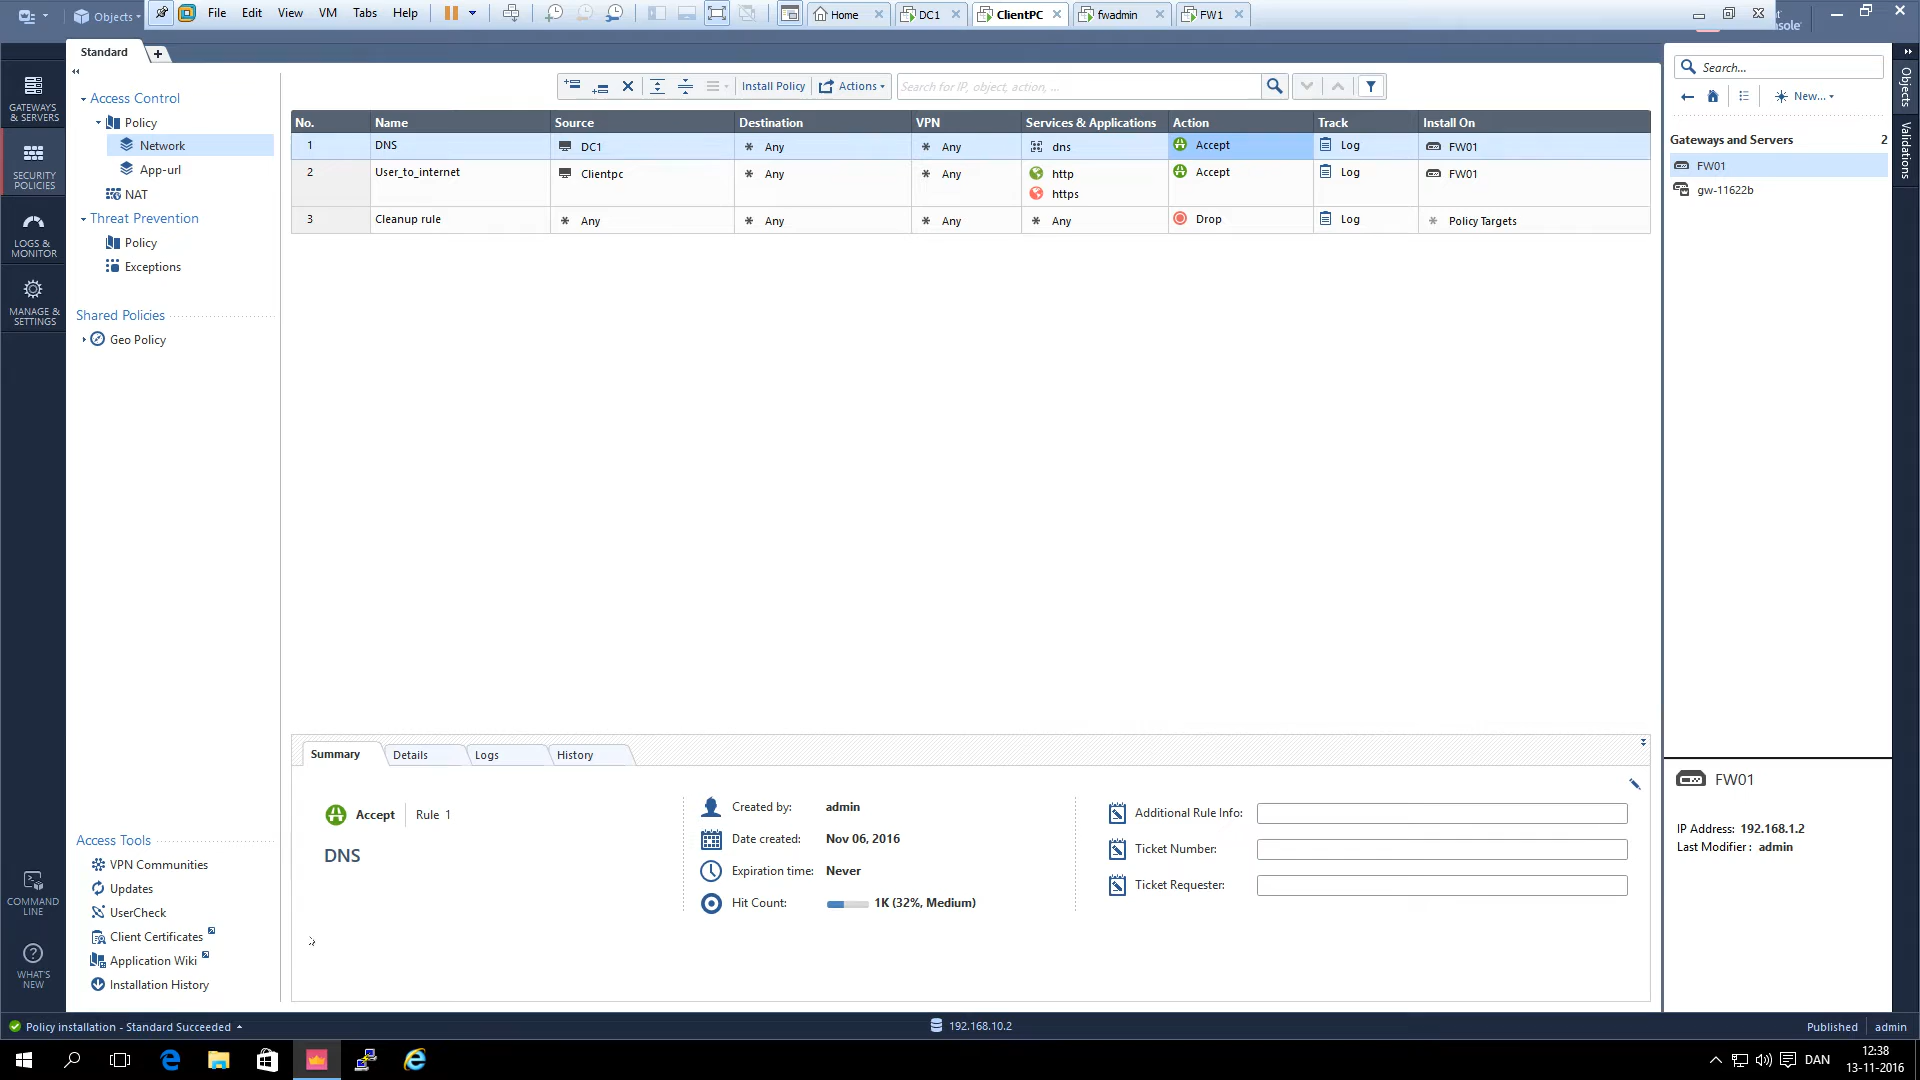 Objects
File Edit View VM Tabs Help
Home DC1 ClientPC fwadmin FW1
Standard
GATEWAYS & SERVERS
SECURITY POLICIES
LOGS & MONITOR
MANAGE & SETTINGS
COMMAND LINE
WHAT'S NEW
Access Control
Policy
Network
App-url
NAT
Threat Prevention
Policy
Exceptions
Shared Policies
Geo Policy
Access Tools
VPN Communities
Updates
UserCheck
Client Certificates
Application Wiki
Installation History
Install Policy Actions Search for IP, object, action, ...
No. Name Source Destination VPN Services & Applications Action Track Install On
1 DNS DC1 Any Any dns Accept Log FW01
2 User_to_internet Clientpc Any Any http Accept Log FW01
https
3 Cleanup rule Any Any Any Any Drop Log Policy Targets
Summary Details Logs History
Accept Rule 1
DNS
Created by: admin
Date created: Nov 06, 2016
Expiration time: Never
Hit Count: 1K (32%, Medium)
Additional Rule Info:
Ticket Number:
Ticket Requester:
Search...
New...
Gateways and Servers 2
FW01
gw-11622b
FW01
IP Address: 192.168.1.2
Last Modifier : admin
Objects
Validations
Policy installation - Standard Succeeded 192.168.10.2 Published admin
DAN
12:38
13-11-2016